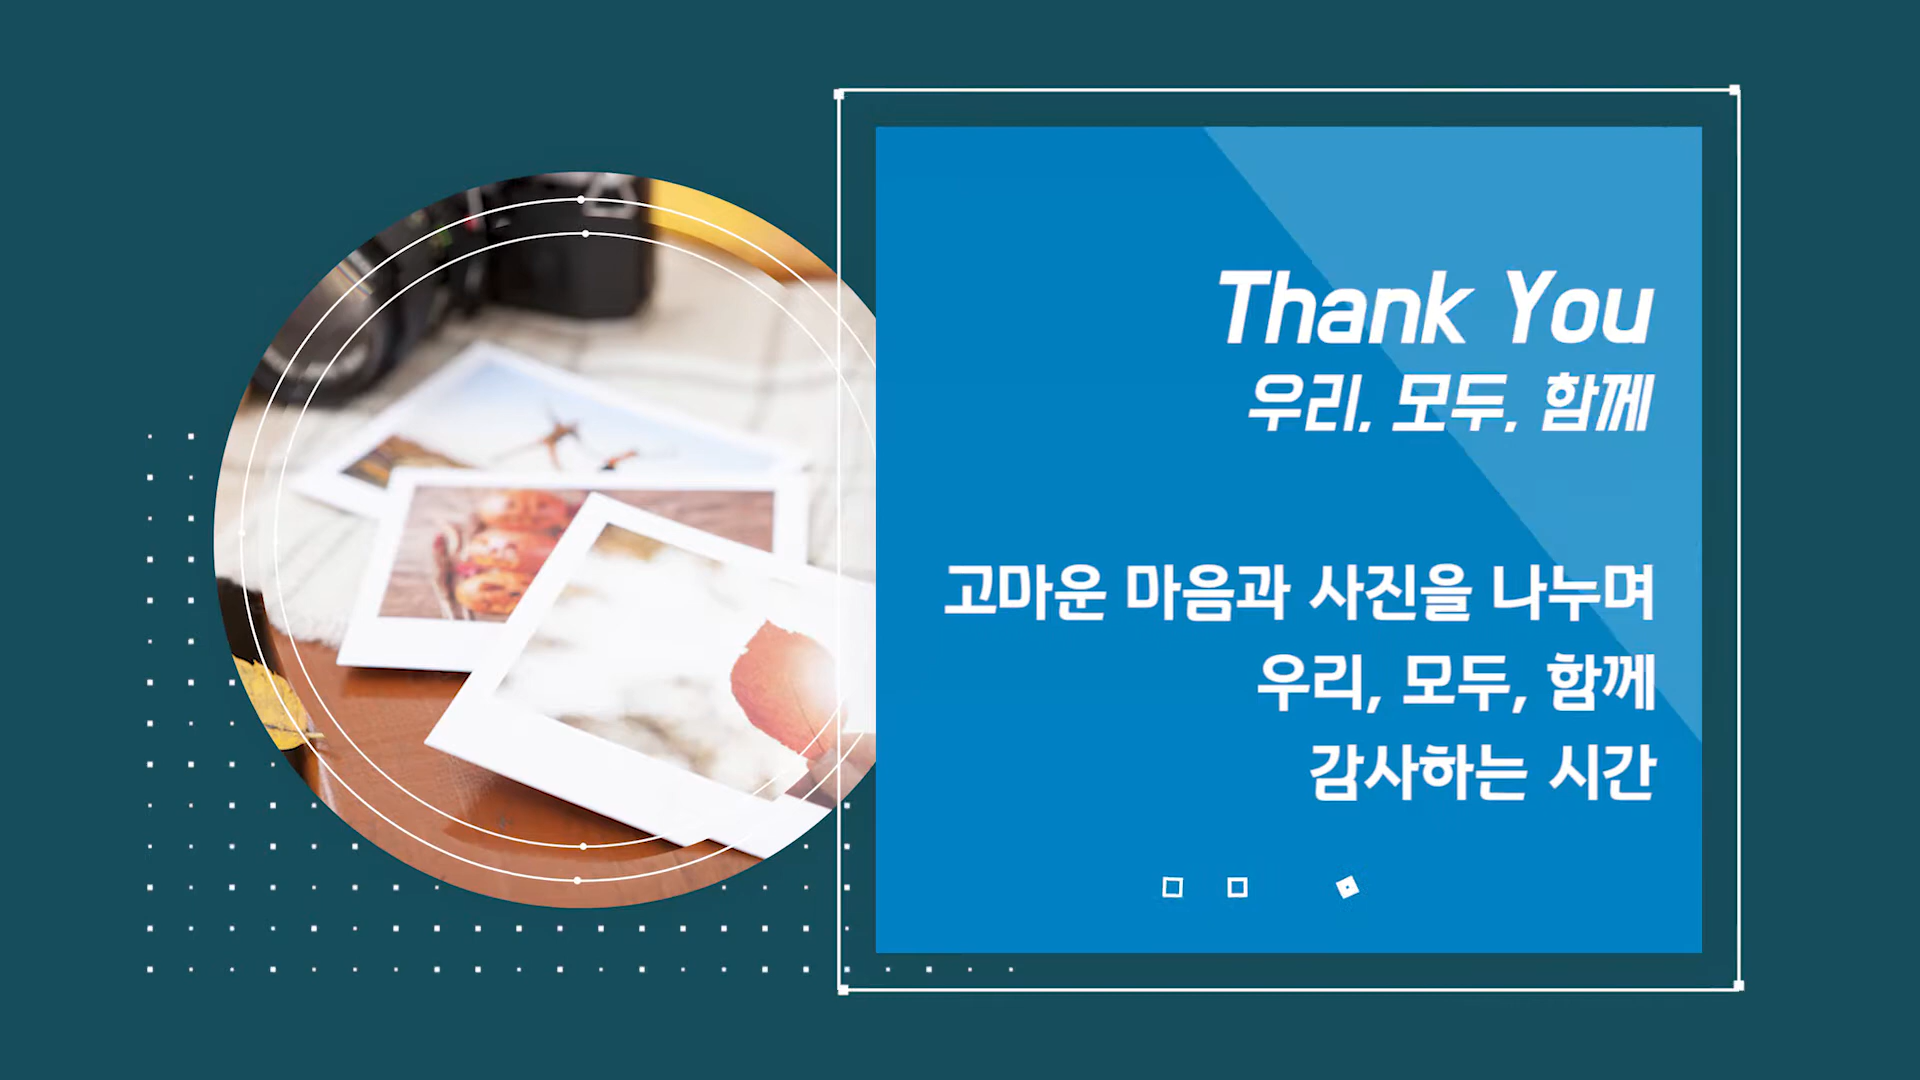 Thank You
우리, 모두, 함께
고마운 마음과 사진을 나누며
우리, 모두, 함께
감사하는 시간